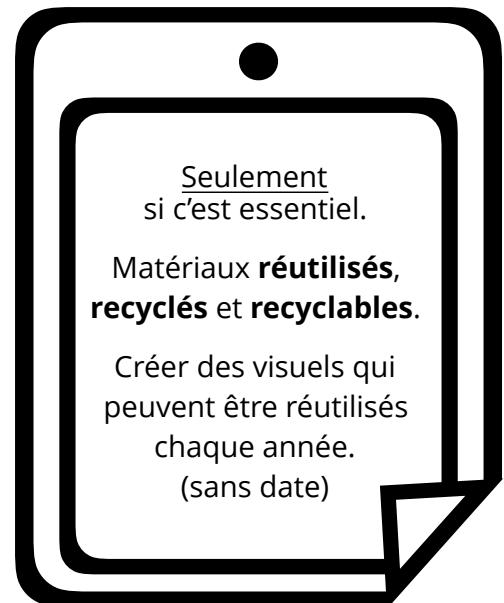 Seulement
si c’est essentiel.
Matériaux réutilisés,
recyclés et recyclables.
Créer des visuels qui
peuvent être réutilisés
chaque année.
(sans date)